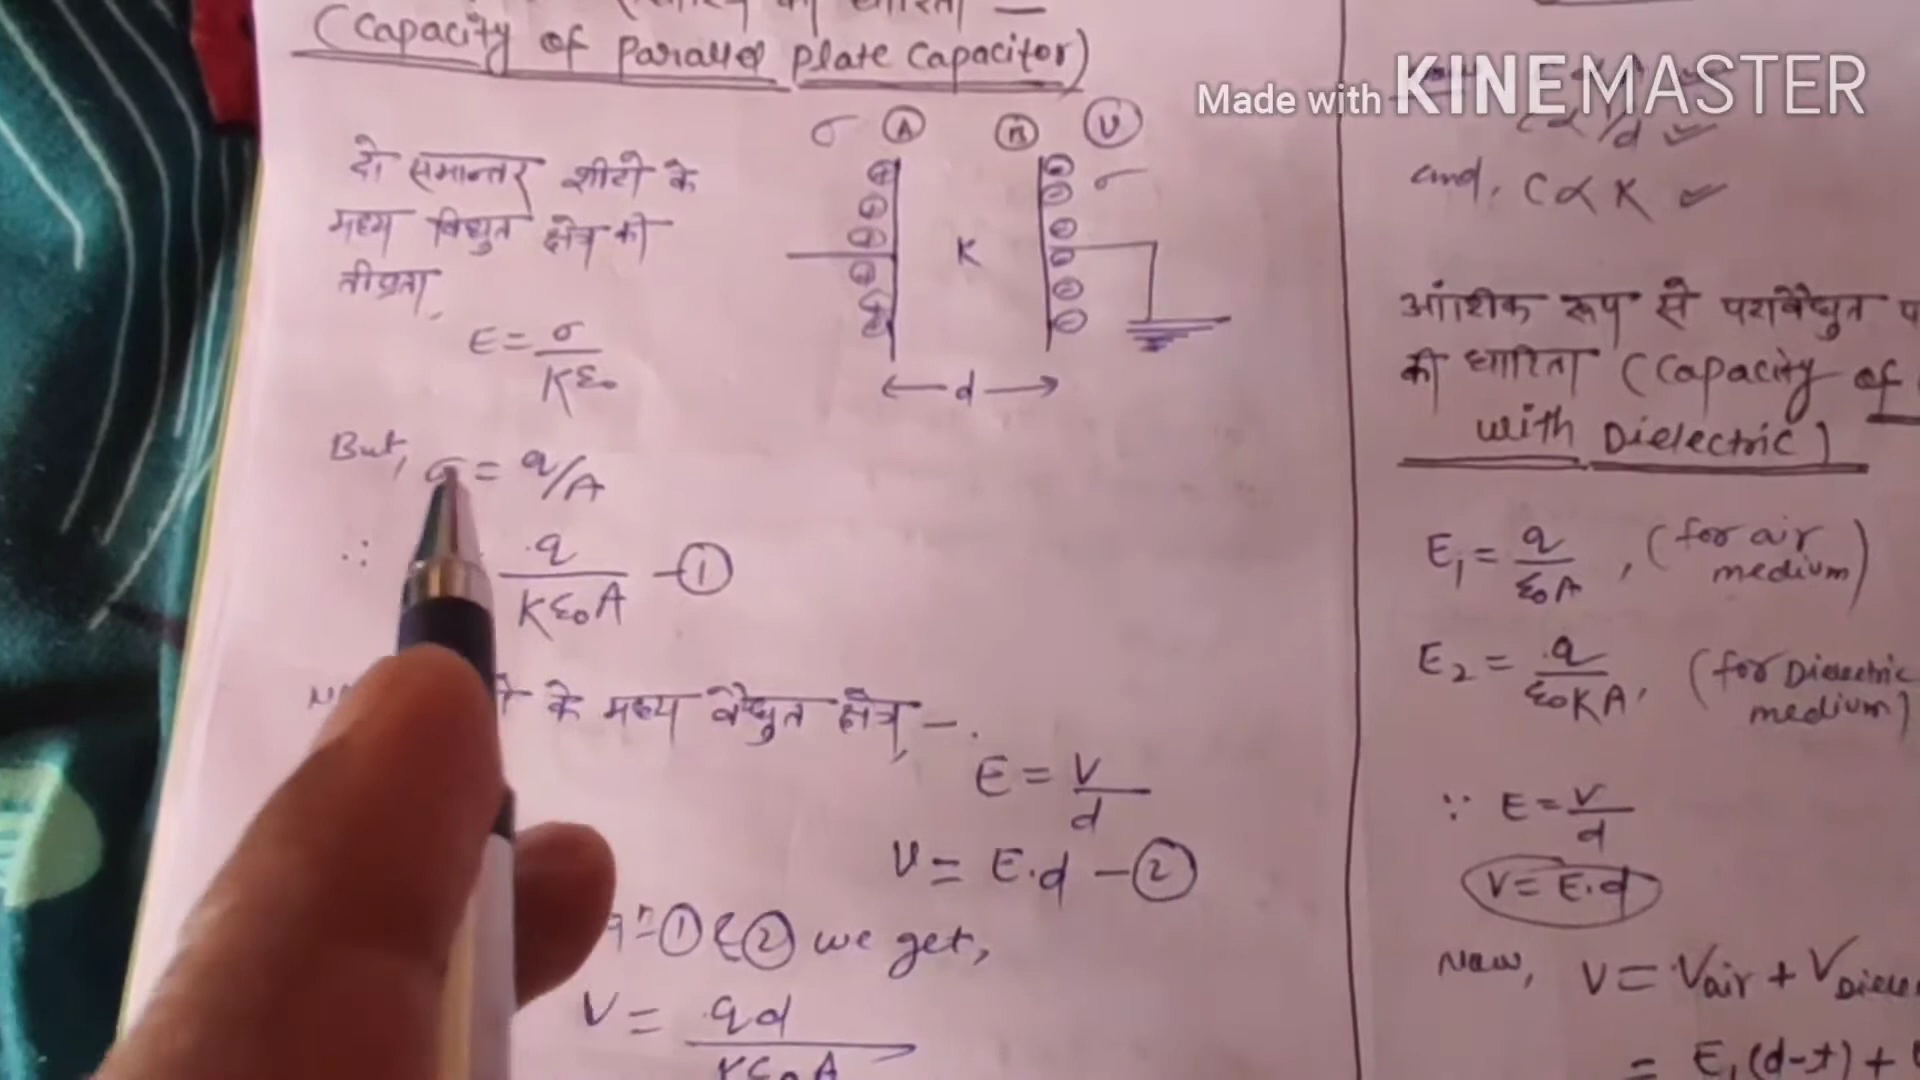 की धारिता —
(Capacity of Parallel plate Capacitor)
σ A B V
दो समान्तर शीटो के
मध्य विद्युत क्षेत्र की
तीव्रता,
K
σ
E = σ/Kε₀
d
But, σ = q/A
∴ q/Kε₀A —①
के मध्य वैद्युत क्षेत्र, —
E = V/d
V = E.d —②
① & ② we get,
V = qd/Kε₀A
Made with KINEMASTER
C ∝ 1/d ✓
and, C ∝ K ✓
आंशिक रूप से परावैद्युत
की धारिता (Capacity of
with Dielectric)
E₁ = q/ε₀A, (for air medium)
E₂ = q/ε₀KA, (for Dielectric medium)
∵ E = V/d
V = E.d
Now, V = Vair +
= E₁(d-t) +